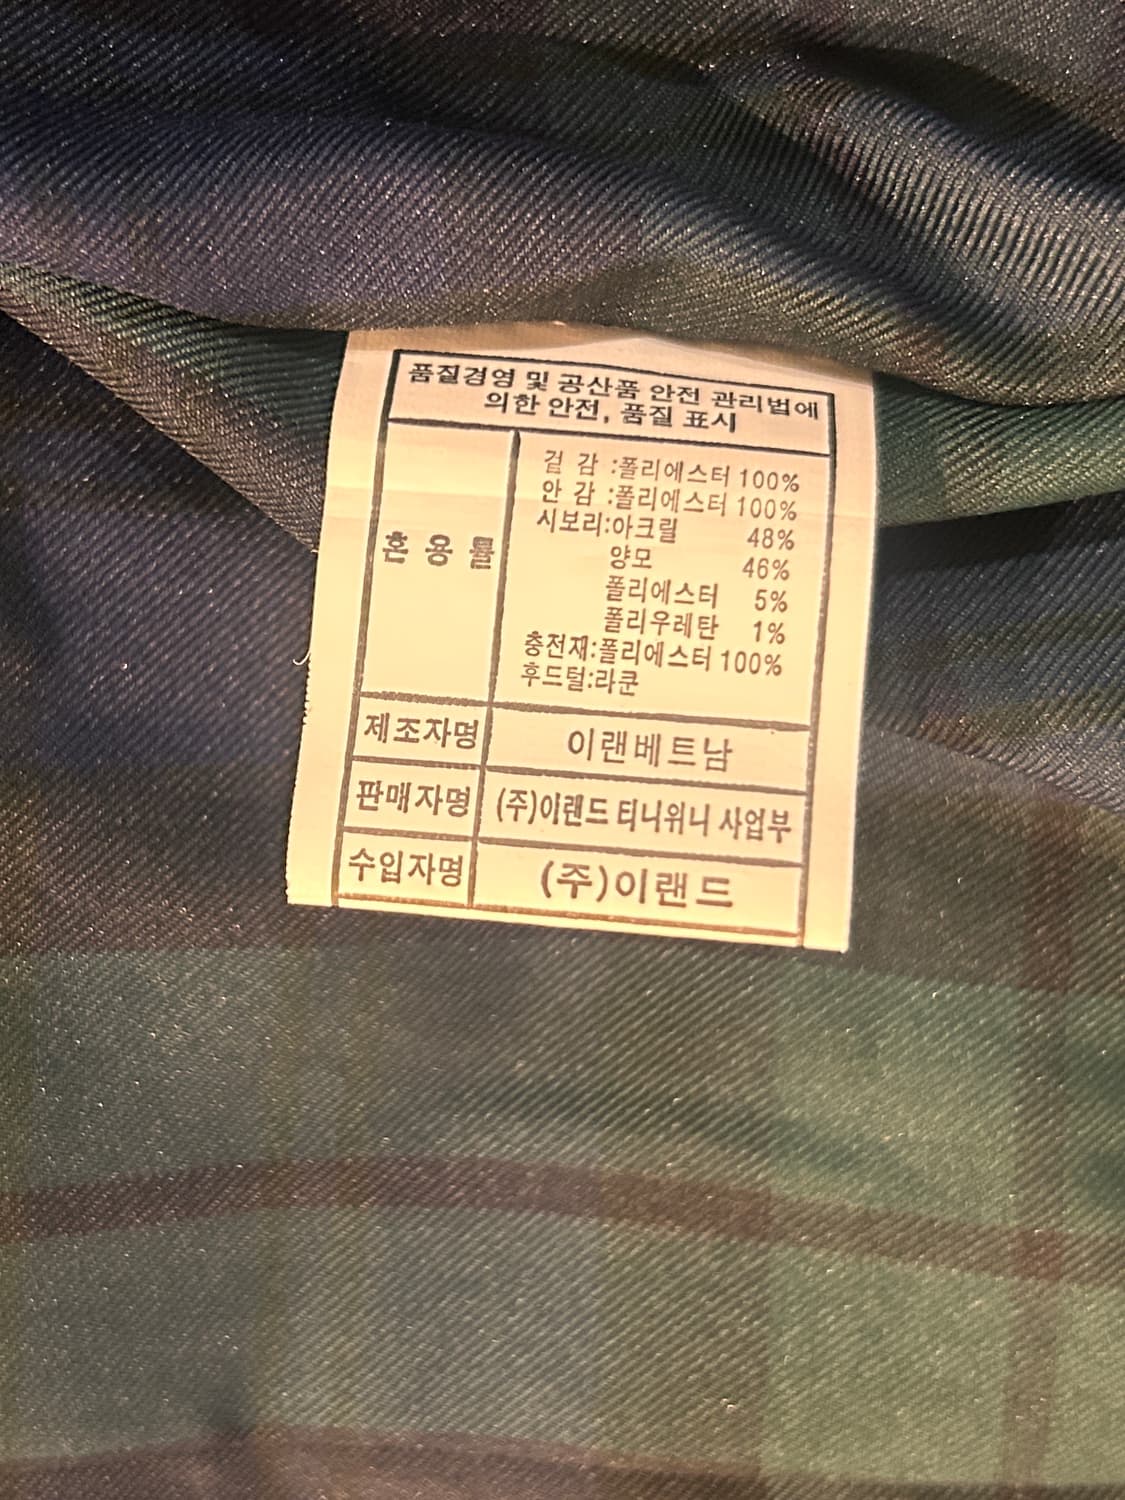 품질경영 및 공산품 안전 관리법에
의한 안전, 품질 표시
혼 용 률
겉 감 :폴리에스터 100%
안 감 :폴리에스터 100%
시보리:아크릴 48%
양모 46%
폴리에스터 5%
폴리우레탄 1%
충전재:폴리에스터 100%
후드털:라쿤
제조자명 이랜베트남
판매자명 (주)이랜드 티니위니 사업부
수입자명 (주)이랜드